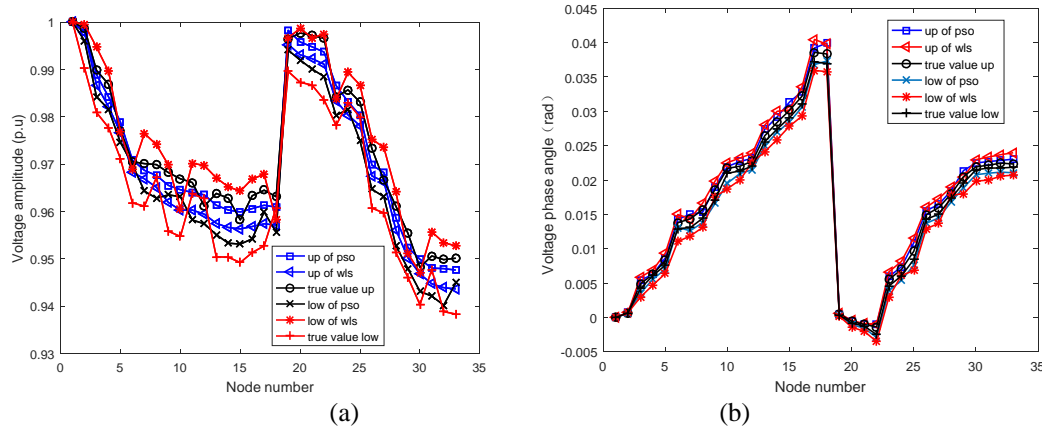 1
0.99
0.98
0.97
0.96
0.95
0.94
0.93
0
5
10
15
20
25
30
35
Voltage amplitude (p.u)
Node number
up of pso
up of wls
true value up
low of pso
low of wls
true value low
(a)
0.045
0.04
0.035
0.03
0.025
0.02
0.015
0.01
0.005
0
-0.005
0
5
10
15
20
25
30
35
Voltage phase angle（rad）
Node number
up of pso
up of wls
true value up
low of pso
low of wls
true value low
(b)